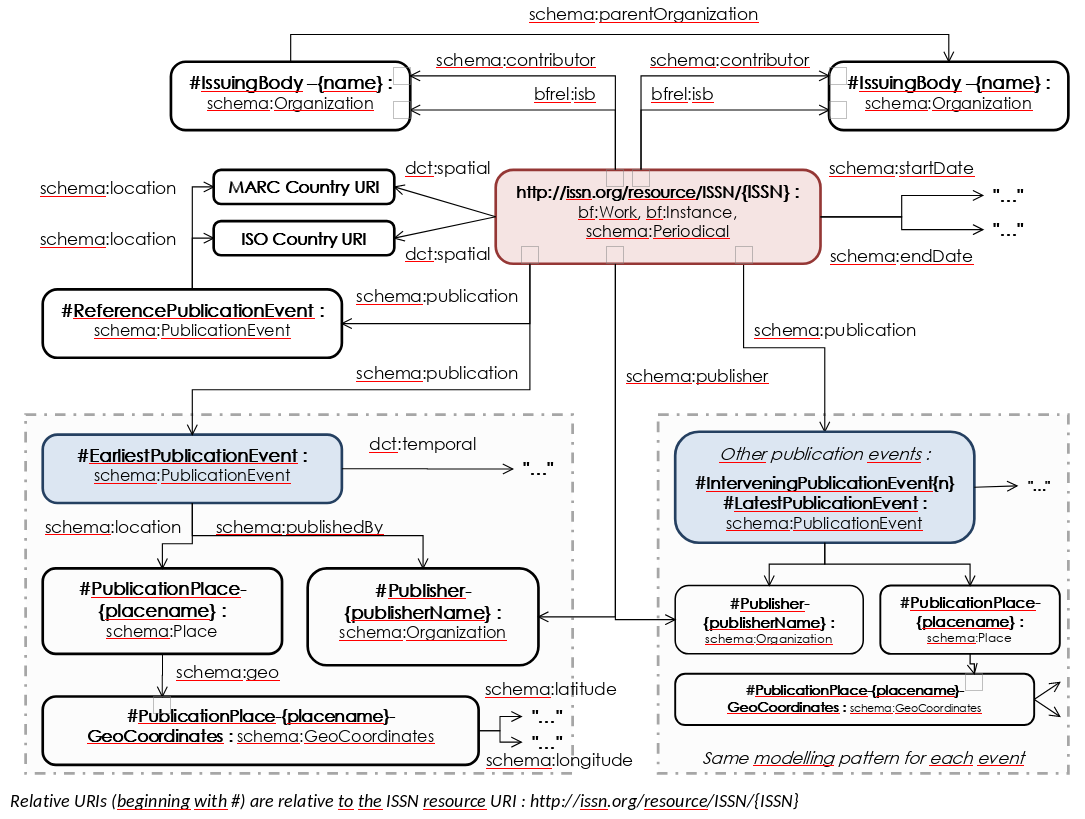 schema:parentOrganization
schema:contributor
schema:contributor
#IssuingBody –{name} :
schema:Organization
bfrel:isb
bfrel:isb
#IssuingBody –{name} :
schema:Organization
dct:spatial
schema:location
MARC Country URI
http://issn.org/resource/ISSN/{ISSN} :
bf:Work, bf:Instance,
schema:Periodical
schema:startDate
"..."
schema:location
ISO Country URI
"..."
dct:spatial
schema:endDate
#ReferencePublicationEvent :
schema:PublicationEvent
schema:publication
schema:publication
schema:publication
schema:publisher
#EarliestPublicationEvent :
schema:PublicationEvent
dct:temporal
"..."
Other publication events :
#InterveningPublicationEvent{n}
#LatestPublicationEvent :
schema:PublicationEvent
"..."
schema:location
schema:publishedBy
#PublicationPlace-
{placename} :
schema:Place
#Publisher-
{publisherName} :
schema:Organization
#Publisher-
{publisherName} :
schema:Organization
#PublicationPlace-
{placename} :
schema:Place
schema:geo
#PublicationPlace-{placename}-
GeoCoordinates : schema:GeoCoordinates
schema:latitude
"..."
"..."
schema:longitude
#PublicationPlace-{placename}-
GeoCoordinates : schema:GeoCoordinates
Same modelling pattern for each event
Relative URIs (beginning with #) are relative to the ISSN resource URI : http://issn.org/resource/ISSN/{ISSN}